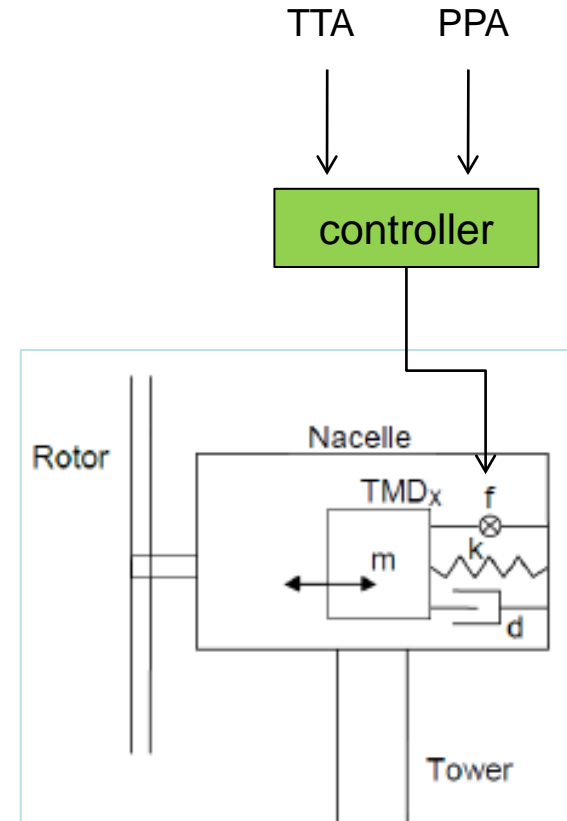 TTA PPA
controller
Nacelle
Rotor
TMDx f
k
m
d
Tower